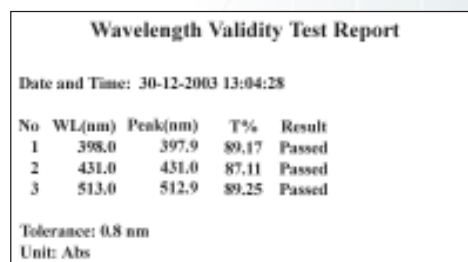 Wavelength Validity Test Report
Date and Time: 30-12-2003 13:04:28
No WL(nm) Peak(nm) T% Result
1 398.0 397.9 89.17 Passed
2 431.0 431.0 87.11 Passed
3 513.0 512.9 89.25 Passed
Tolerance: 0.8 nm
Unit: Abs